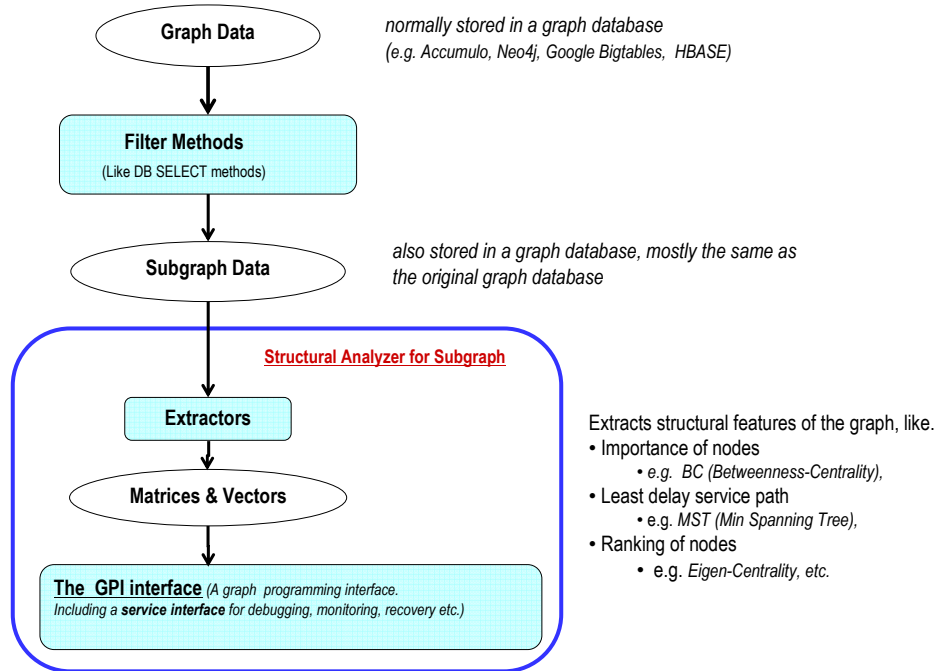 Graph Data
normally stored in a graph database
(e.g. Accumulo, Neo4j, Google Bigtables, HBASE)
Filter Methods
(Like DB SELECT methods)
Subgraph Data
also stored in a graph database, mostly the same as
the original graph database
Structural Analyzer for Subgraph
Extractors
Matrices & Vectors
The GPI interface (A graph programming interface.
Including a service interface for debugging, monitoring, recovery etc.)
Extracts structural features of the graph, like.
• Importance of nodes
• e.g. BC (Betweenness-Centrality),
• Least delay service path
• e.g. MST (Min Spanning Tree),
• Ranking of nodes
• e.g. Eigen-Centrality, etc.